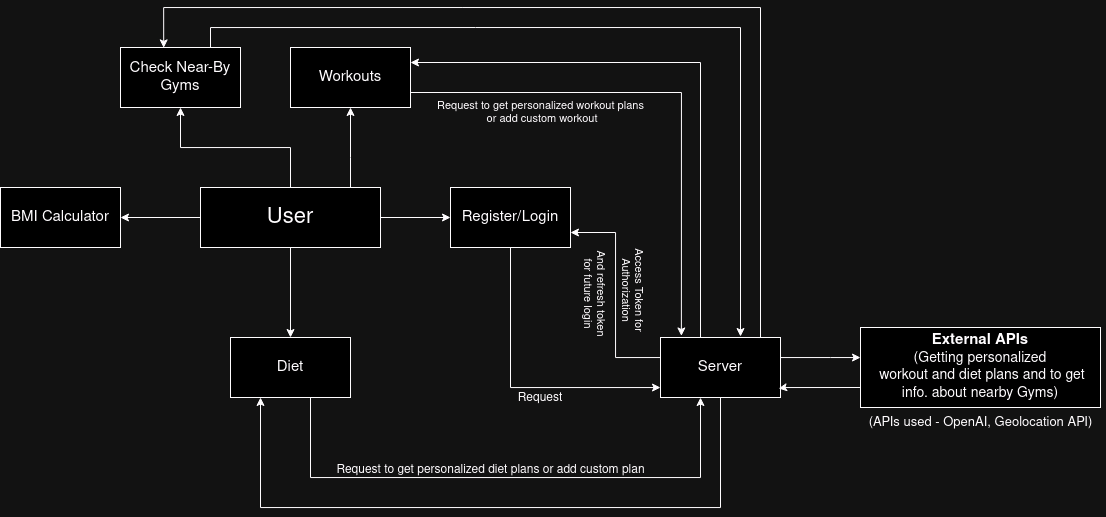 Check Near-By
Gyms
Workouts
Request to get personalized workout plans
or add custom workout
BMI Calculator
User
Register/Login
Access Token for
Authorization
And refresh token
for future login
Diet
Server
External APIs
(Getting personalized
workout and diet plans and to get
info. about nearby Gyms)
(APIs used - OpenAI, Geolocation API)
Request
Request to get personalized diet plans or add custom plan